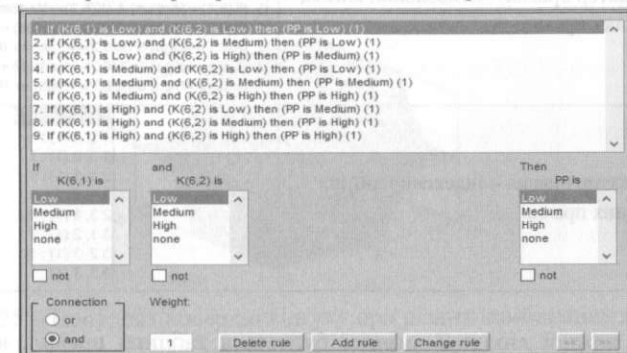 1. If (K(6,1) is Low) and (K(6,2) is Low) then (PP is Low) (1)
2. If (K(6,1) is Low) and (K(6,2) is Medium) then (PP is Low) (1)
3. If (K(6,1) is Low) and (K(6,2) is High) then (PP is Medium) (1)
4. If (K(6,1) is Medium) and (K(6,2) is Low) then (PP is Low) (1)
5. If (K(6,1) is Medium) and (K(6,2) is Medium) then (PP is Medium) (1)
6. If (K(6,1) is Medium) and (K(6,2) is High) then (PP is High) (1)
7. If (K(6,1) is High) and (K(6,2) is Low) then (PP is Medium) (1)
8. If (K(6,1) is High) and (K(6,2) is Medium) then (PP is High) (1)
9. If (K(6,1) is High) and (K(6,2) is High) then (PP is High) (1)
If and Then
K(6,1) is K(6,2) is PP is
Low Low Low
Medium Medium Medium
High High High
none none none
not not not
Connection Weight:
or
and 1 Delete rule Add rule Change rule << >>